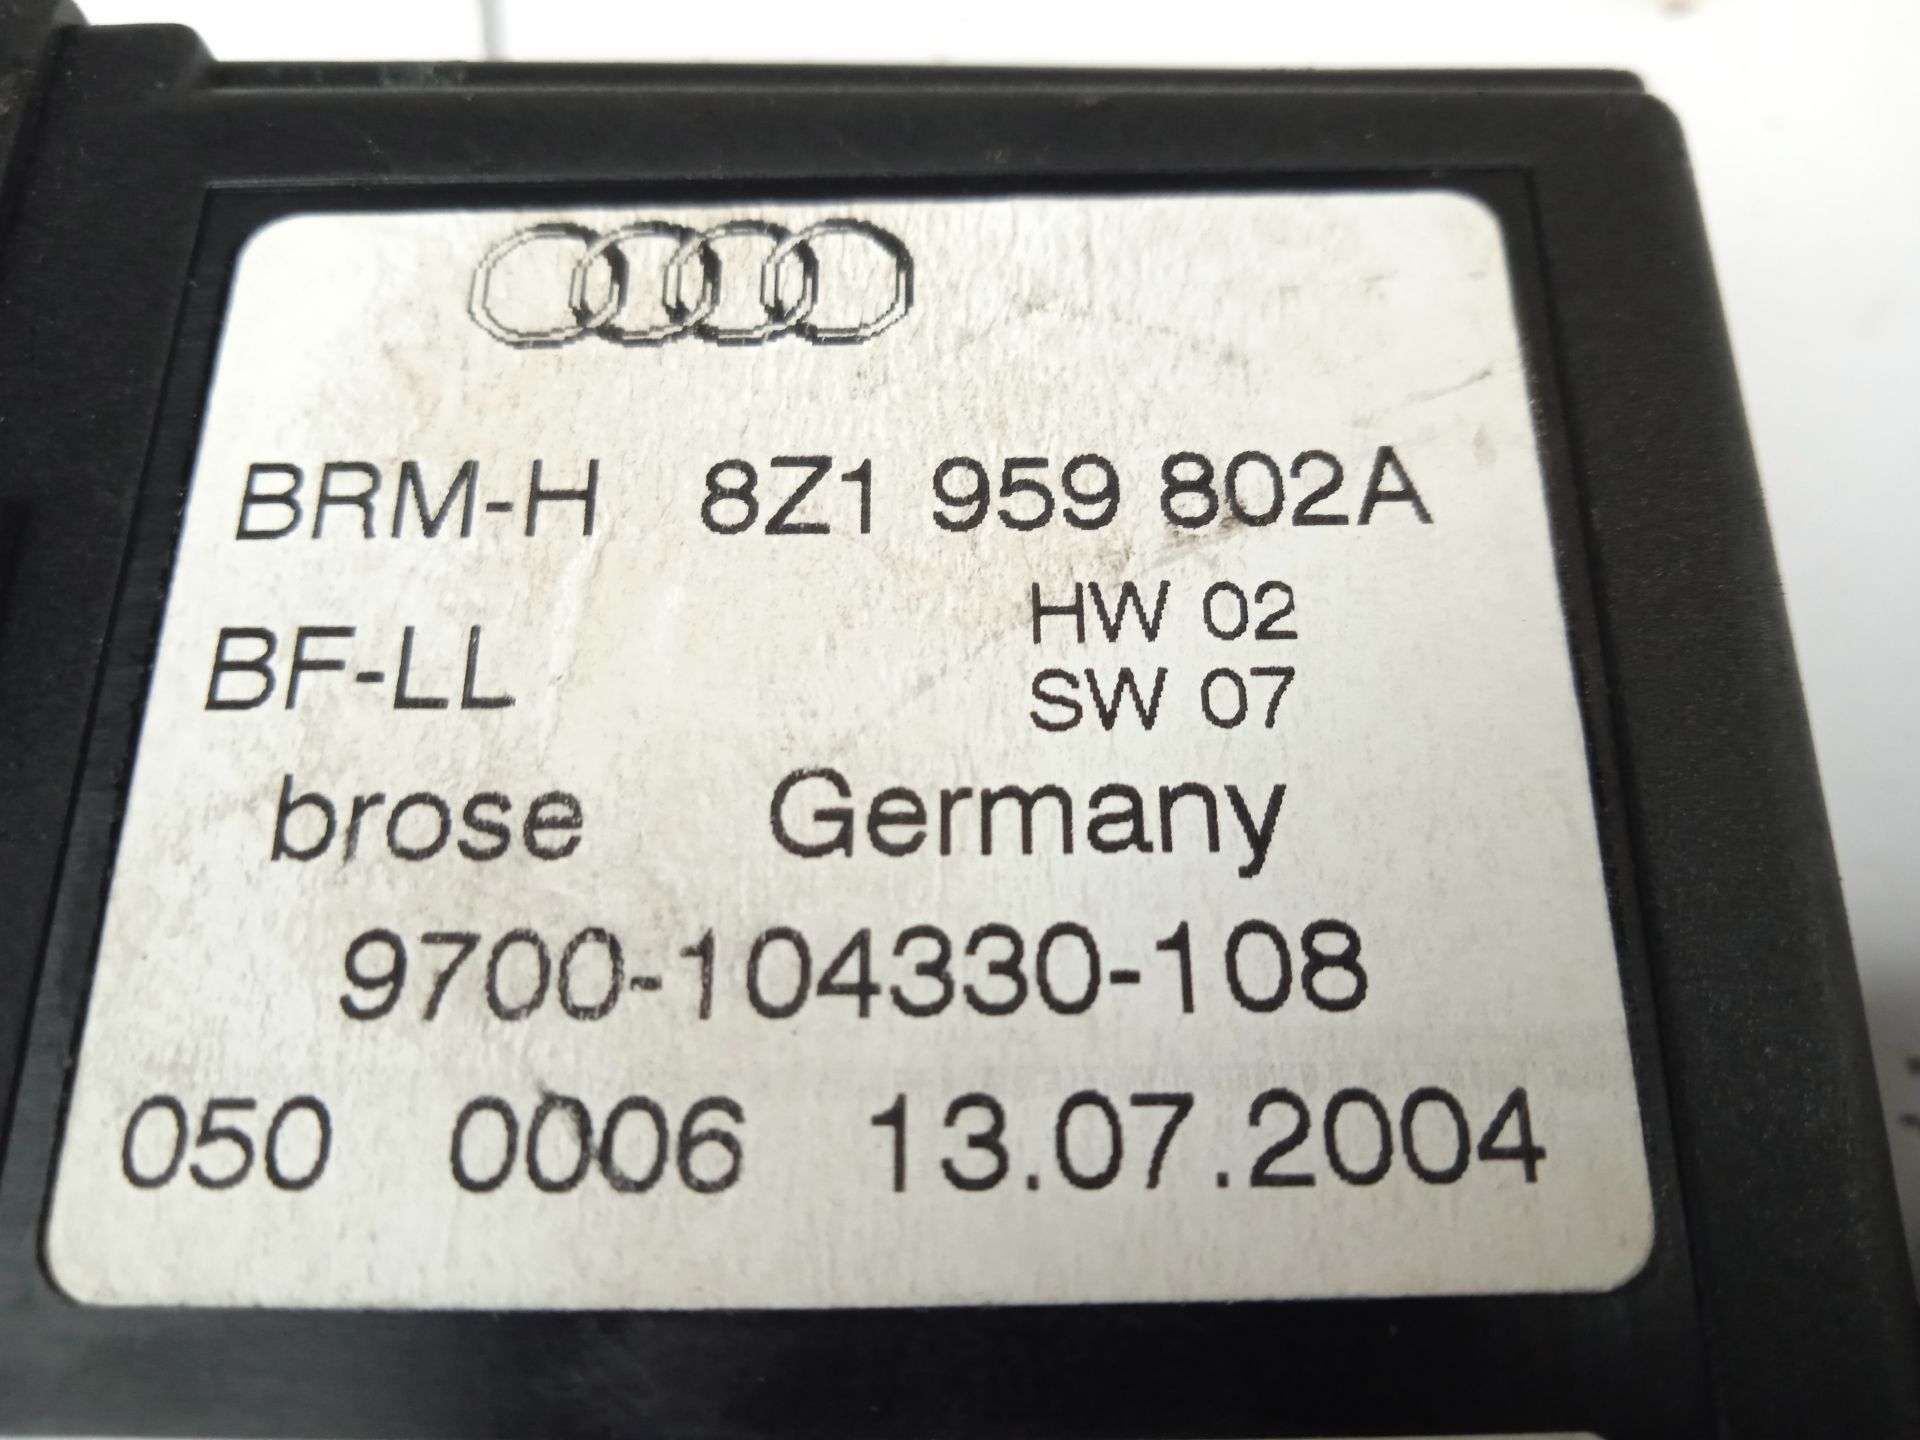 BRM-H 8Z1 959 802A
HW 02
BF-LL
SW 07
brose Germany
9700-104330-108
050 0006 13.07.2004